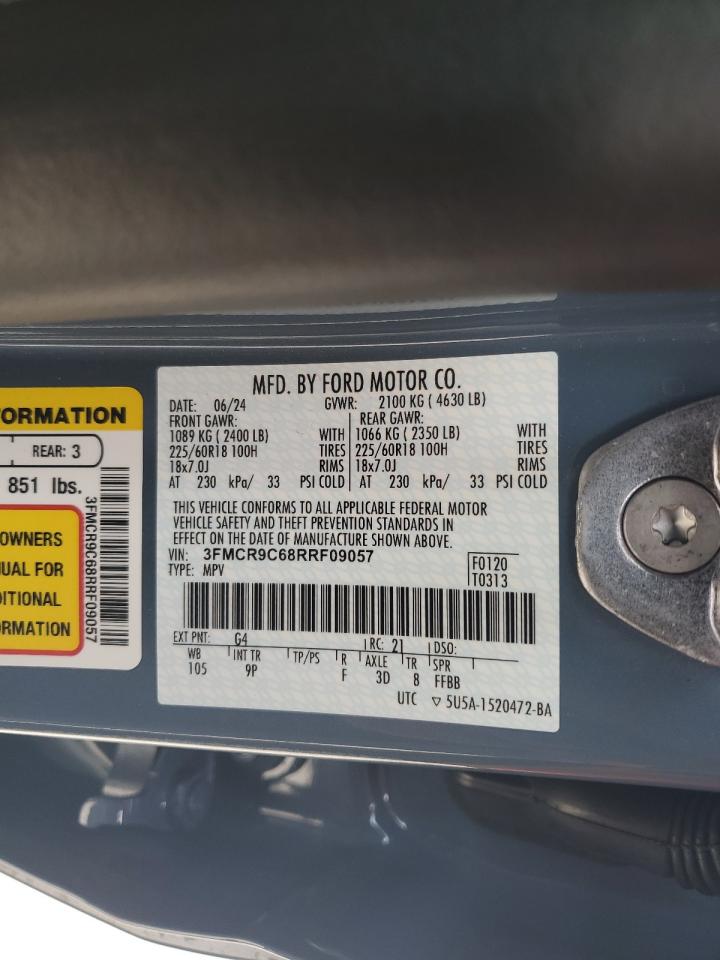 FORMATION
REAR: 3
851 lbs.
OWNERS
UAL FOR
DITIONAL
ORMATION
3FMCR9C68RRF09057
MFD. BY FORD MOTOR CO.
DATE: 06/24 GVWR: 2100 KG ( 4630 LB)
FRONT GAWR: REAR GAWR:
1089 KG ( 2400 LB) WITH 1066 KG ( 2350 LB) WITH
225/60R18 100H TIRES 225/60R18 100H TIRES
18x7.0J RIMS 18x7.0J RIMS
AT 230 kPa/ 33 PSI COLD AT 230 kPa/ 33 PSI COLD
THIS VEHICLE CONFORMS TO ALL APPLICABLE FEDERAL MOTOR
VEHICLE SAFETY AND THEFT PREVENTION STANDARDS IN
EFFECT ON THE DATE OF MANUFACTURE SHOWN ABOVE.
VIN: 3FMCR9C68RRF09057
TYPE: MPV
F0120
T0313
EXT PNT: G4 RC: 21 DSO:
WB INT TR TP/PS R AXLE TR SPR
105 9P F 3D 8 FFBB
UTC ▽ 5U5A-1520472-BA